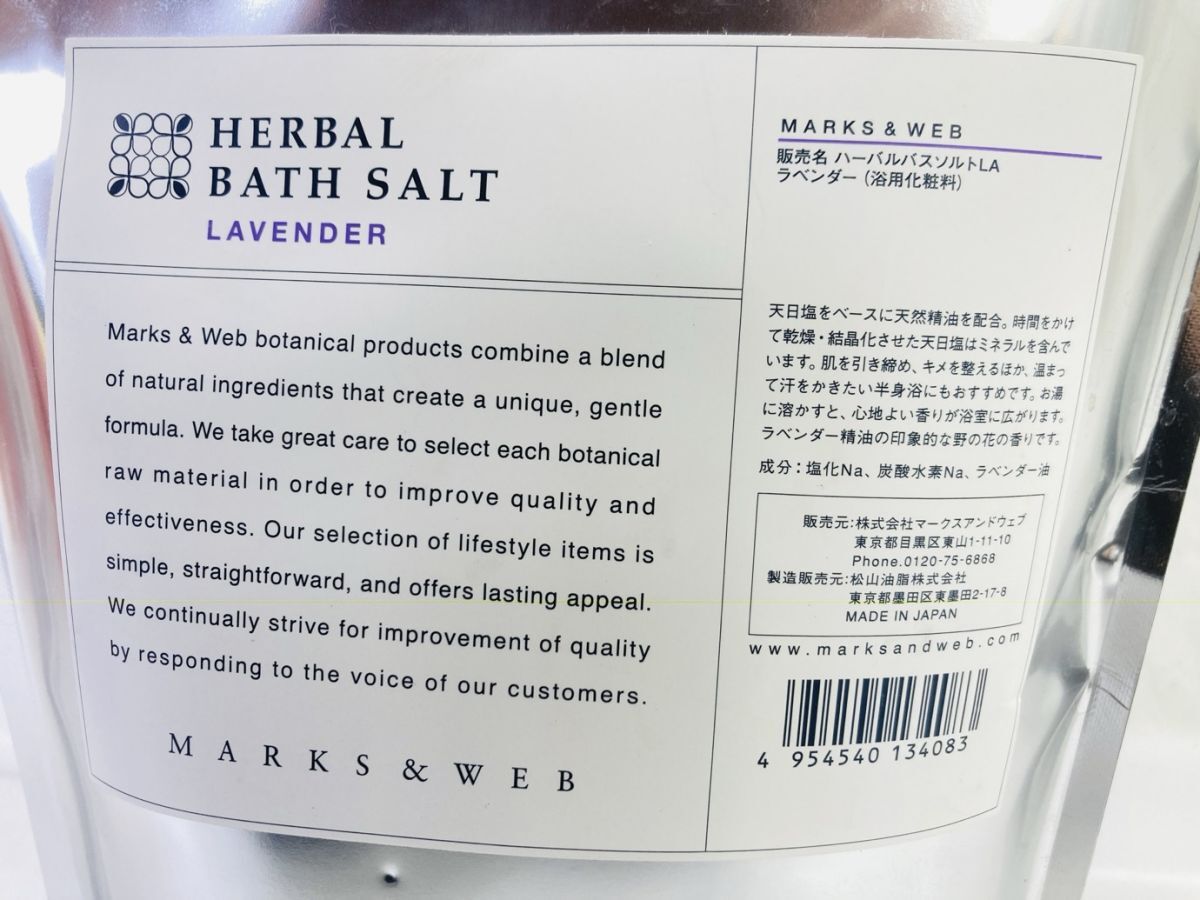 HERBAL
BATH SALT
LAVENDER
Marks & Web botanical products combine a blend
of natural ingredients that create a unique, gentle
formula. We take great care to select each botanical
raw material in order to improve quality and
effectiveness. Our selection of lifestyle items is
simple, straightforward, and offers lasting appeal.
We continually strive for improvement of quality
by responding to the voice of our customers.
MARKS & WEB
MARKS & WEB
販売名 ハーバルバスソルトLA
ラベンダー（浴用化粧料）
天日塩をベースに天然精油を配合。時間をかけ
て乾燥・結晶化させた天日塩はミネラルを含んで
います。肌を引き締め、キメを整えるほか、温まっ
て汗をかきたい半身浴にもおすすめです。お湯
に溶かすと、心地よい香りが浴室に広がります。
ラベンダー精油の印象的な野の花の香りです。
成分：塩化Na、炭酸水素Na、ラベンダー油
販売元:株式会社マークスアンドウェブ
東京都目黒区東山1-11-10
Phone.0120-75-6868
製造販売元:松山油脂株式会社
東京都墨田区東墨田2-17-8
MADE IN JAPAN
www.marksandweb.com
4 954540 134083